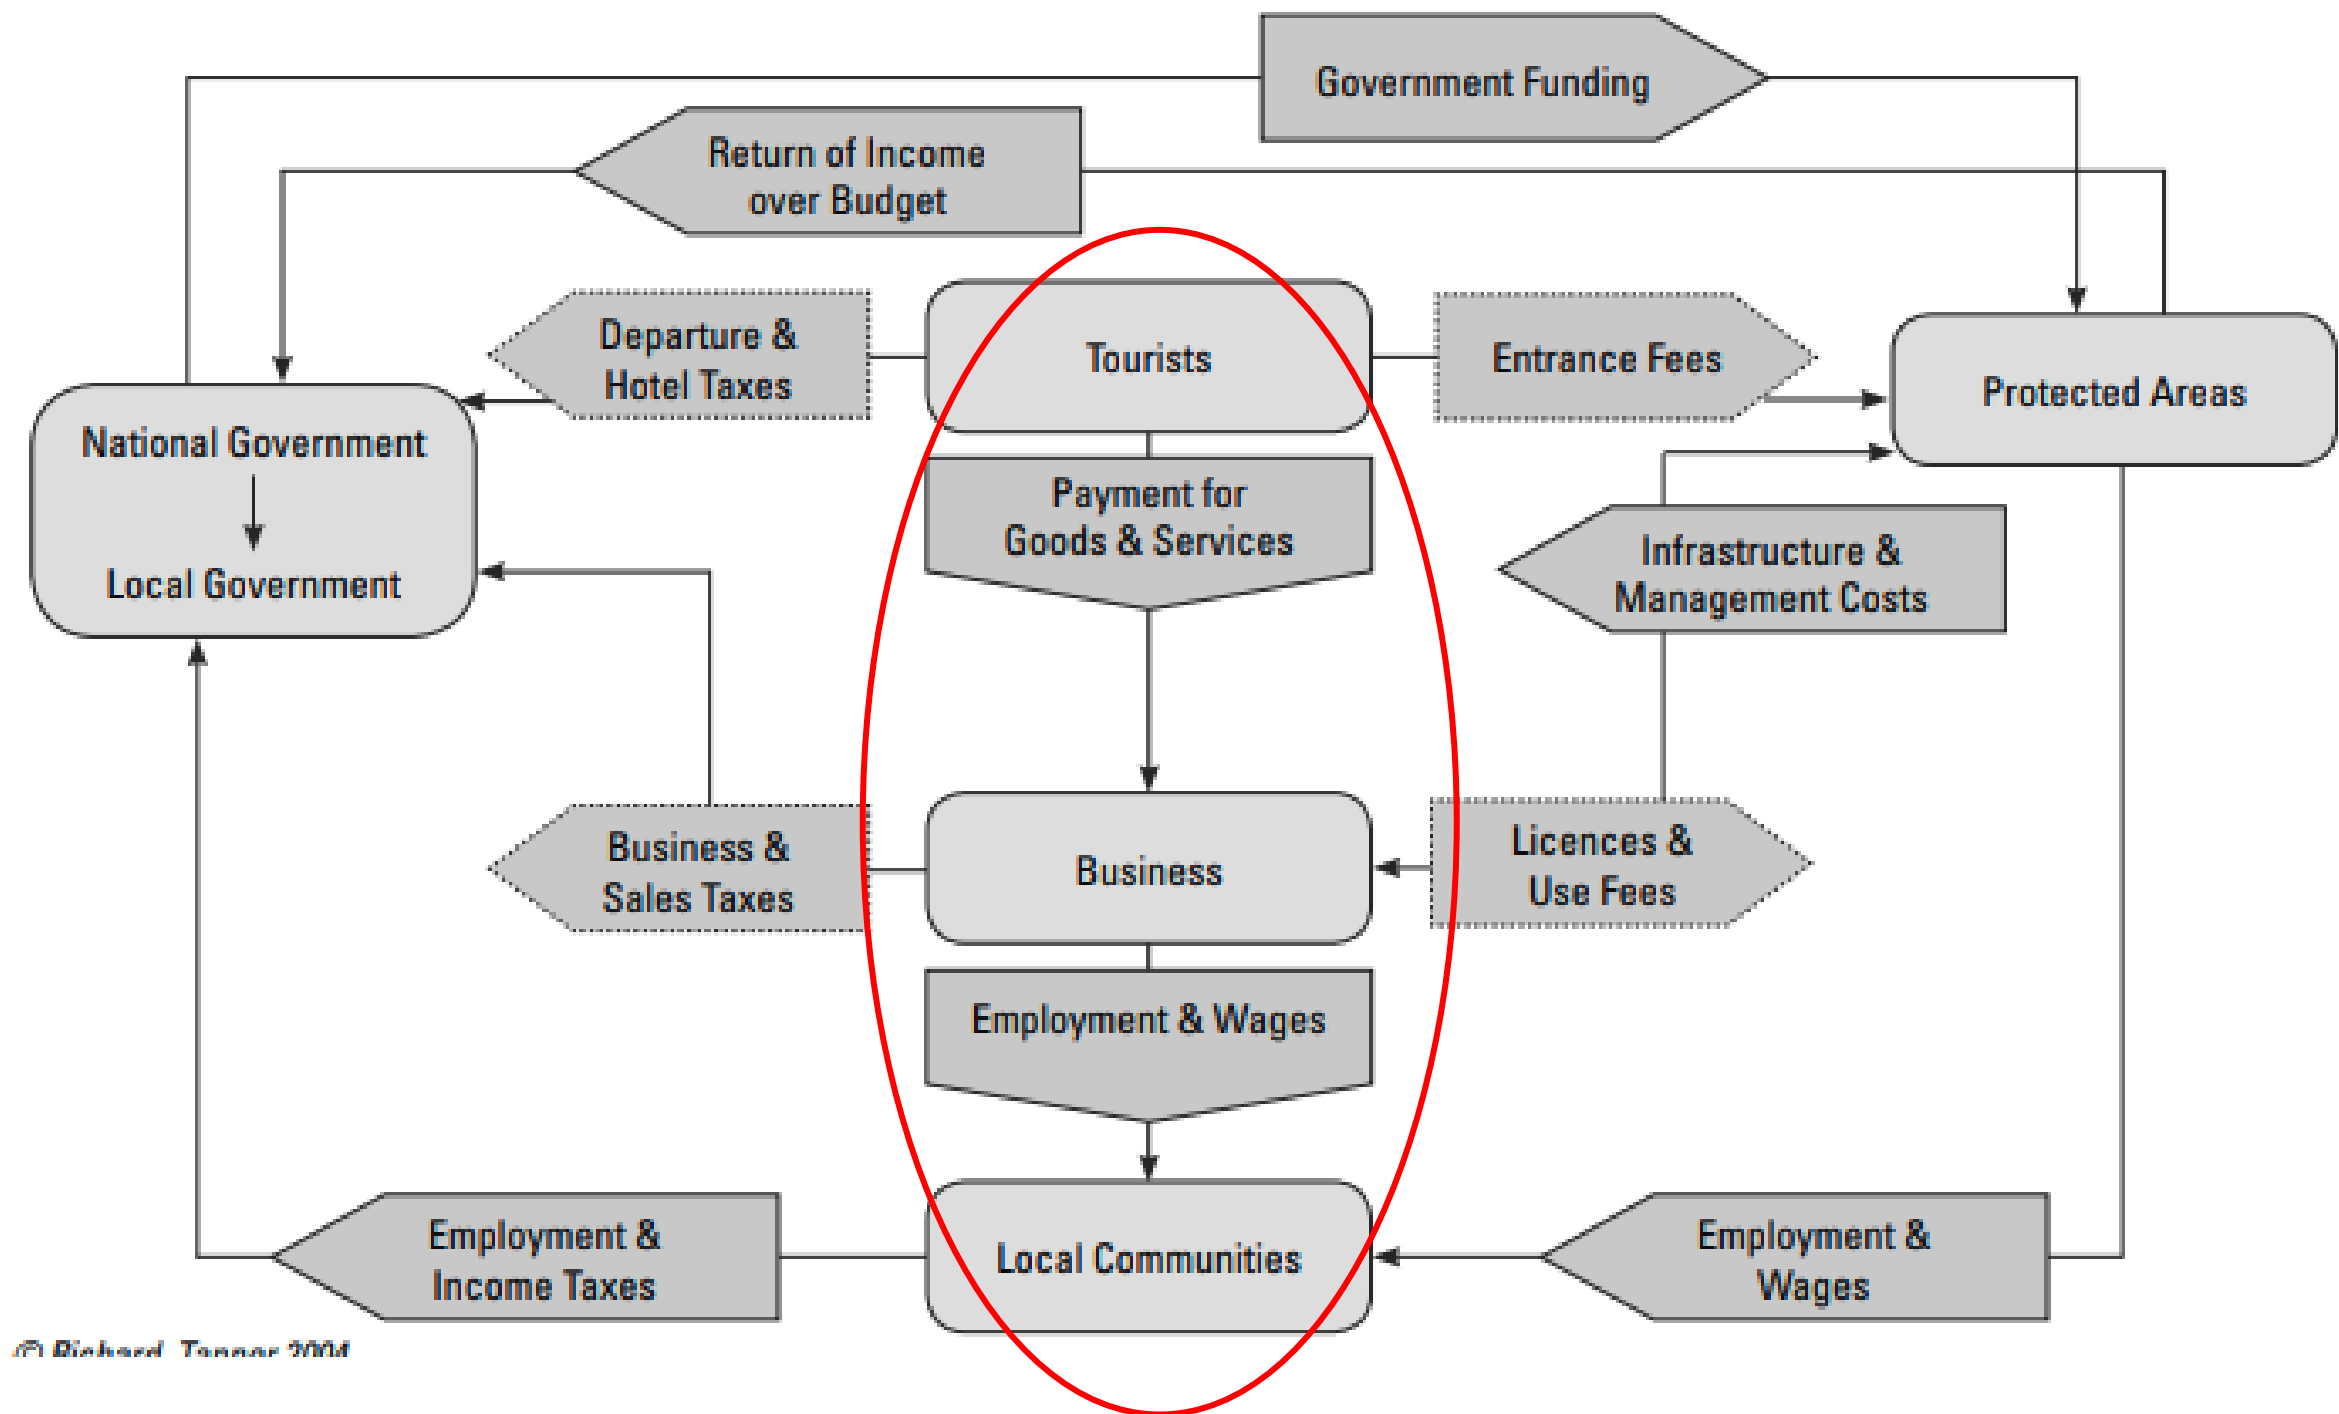 Government Funding
Return of Income
over Budget
Departure &
Hotel Taxes
Tourists
Entrance Fees
Protected Areas
National Government
Local Government
Payment for
Goods & Services
Infrastructure &
Management Costs
Business &
Sales Taxes
Business
Licences &
Use Fees
Employment & Wages
Employment &
Income Taxes
Local Communities
Employment &
Wages
© Richard 2004